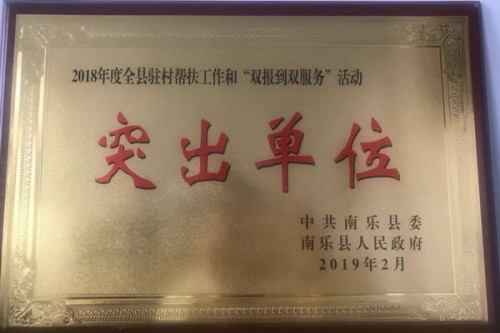 2018年度全县驻村帮扶工作和“双报到双服务”活动
突出单位
中共南乐县委
南乐县人民政府
2019年2月